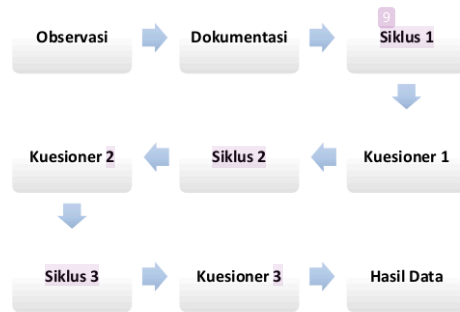 9
Observasi
Dokumentasi
Siklus 1
Kuesioner 1
Siklus 2
Kuesioner 2
Siklus 3
Kuesioner 3
Hasil Data